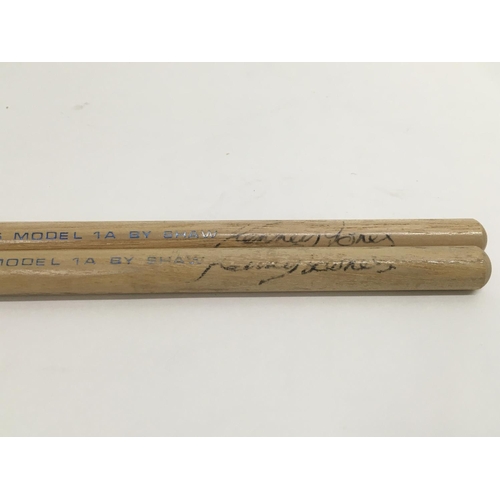 S MODEL 1A BY SHAW Kenney Jones
MODEL 1A BY SHAW Kenney Jones